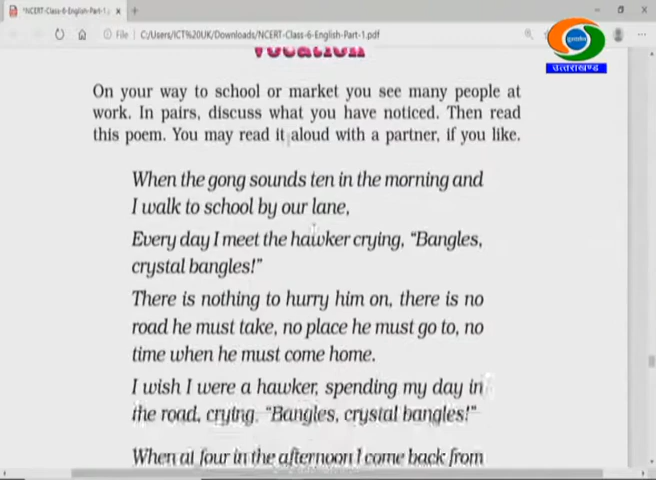 *NCERT-Class-6-English-Part-1.
File C:/Users/ICT%20UK/Downloads/NCERT-Class-6-English-Part-1.pdf
उत्तराखण्ड
Vocation
On your way to school or market you see many people at
work. In pairs, discuss what you have noticed. Then read
this poem. You may read it aloud with a partner, if you like.
When the gong sounds ten in the morning and
I walk to school by our lane,
Every day I meet the hawker crying, “Bangles,
crystal bangles!”
There is nothing to hurry him on, there is no
road he must take, no place he must go to, no
time when he must come home.
I wish I were a hawker, spending my day in
the road, crying, “Bangles, crystal bangles!”
When at four in the afternoon I come back from